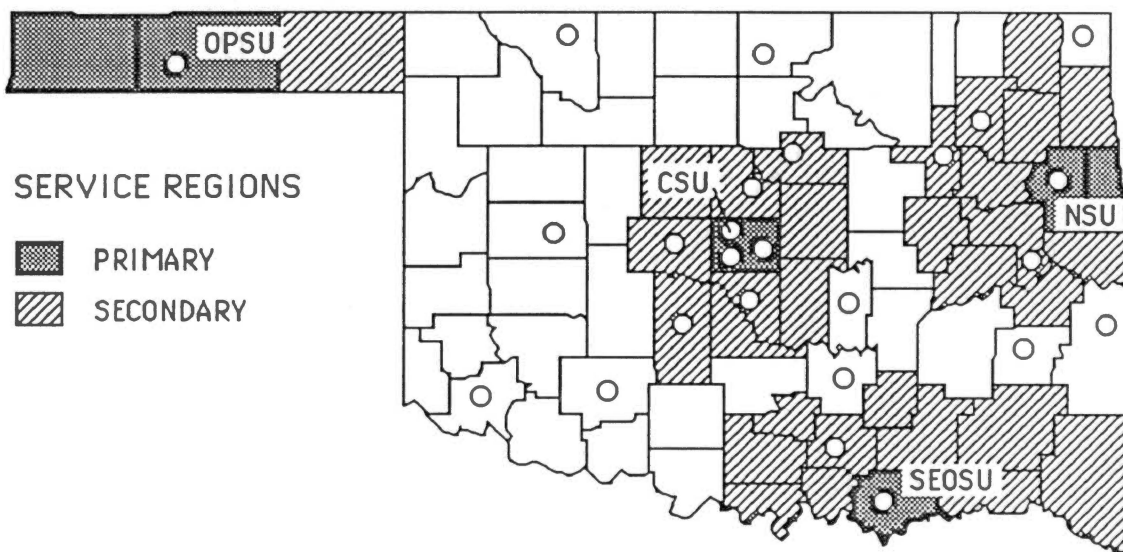 OPSU
CSU
SERVICE REGIONS
NSU
PRIMARY
SECONDARY
SEOSU